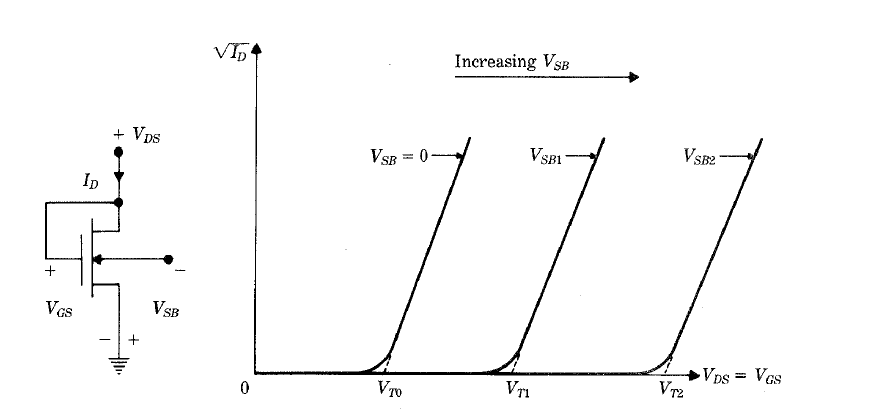 + V_DS
I_D
+
V_GS
V_SB
-
- +
√I_D
Increasing V_SB
V_SB = 0
V_SB1
V_SB2
0
V_T0
V_T1
V_T2
V_DS = V_GS